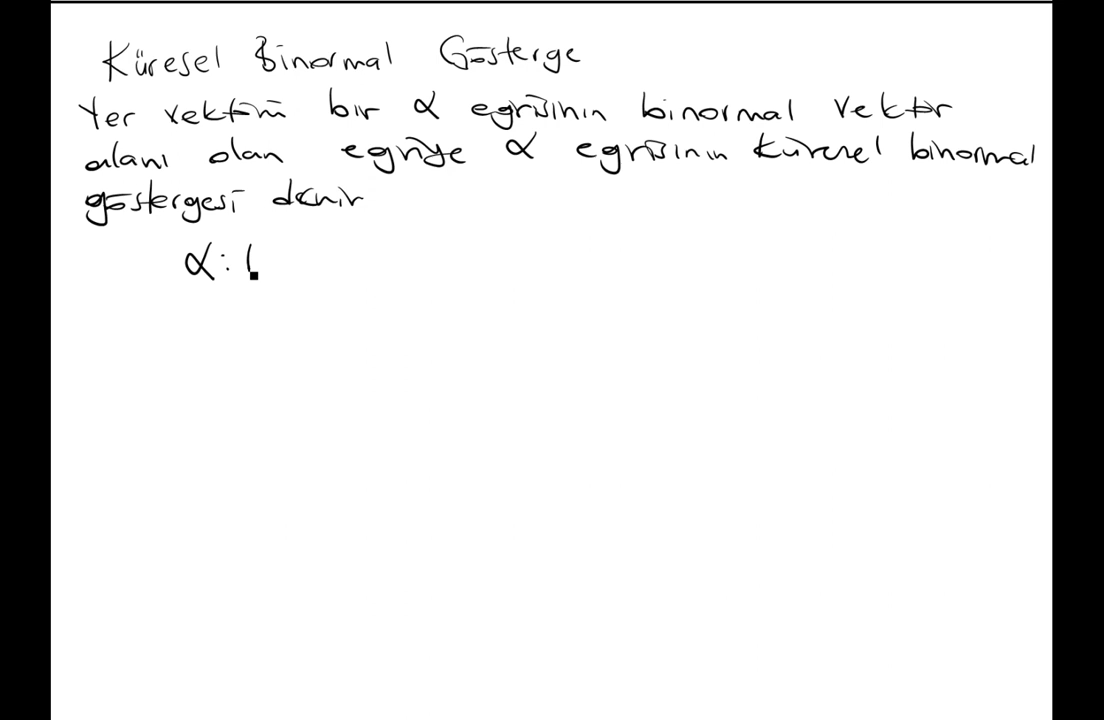 Küresel Binormal Gösterge
Yer vektörü bir α eğrisinin binormal vektör
alanı olan eğriye α eğrisinin küresel binormal
göstergesi denir
α : (